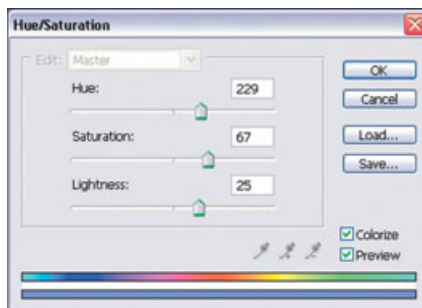 Hue/Saturation
Edit: Master
Hue: 229
Saturation: 67
Lightness: 25
OK
Cancel
Load...
Save...
Colorize
Preview